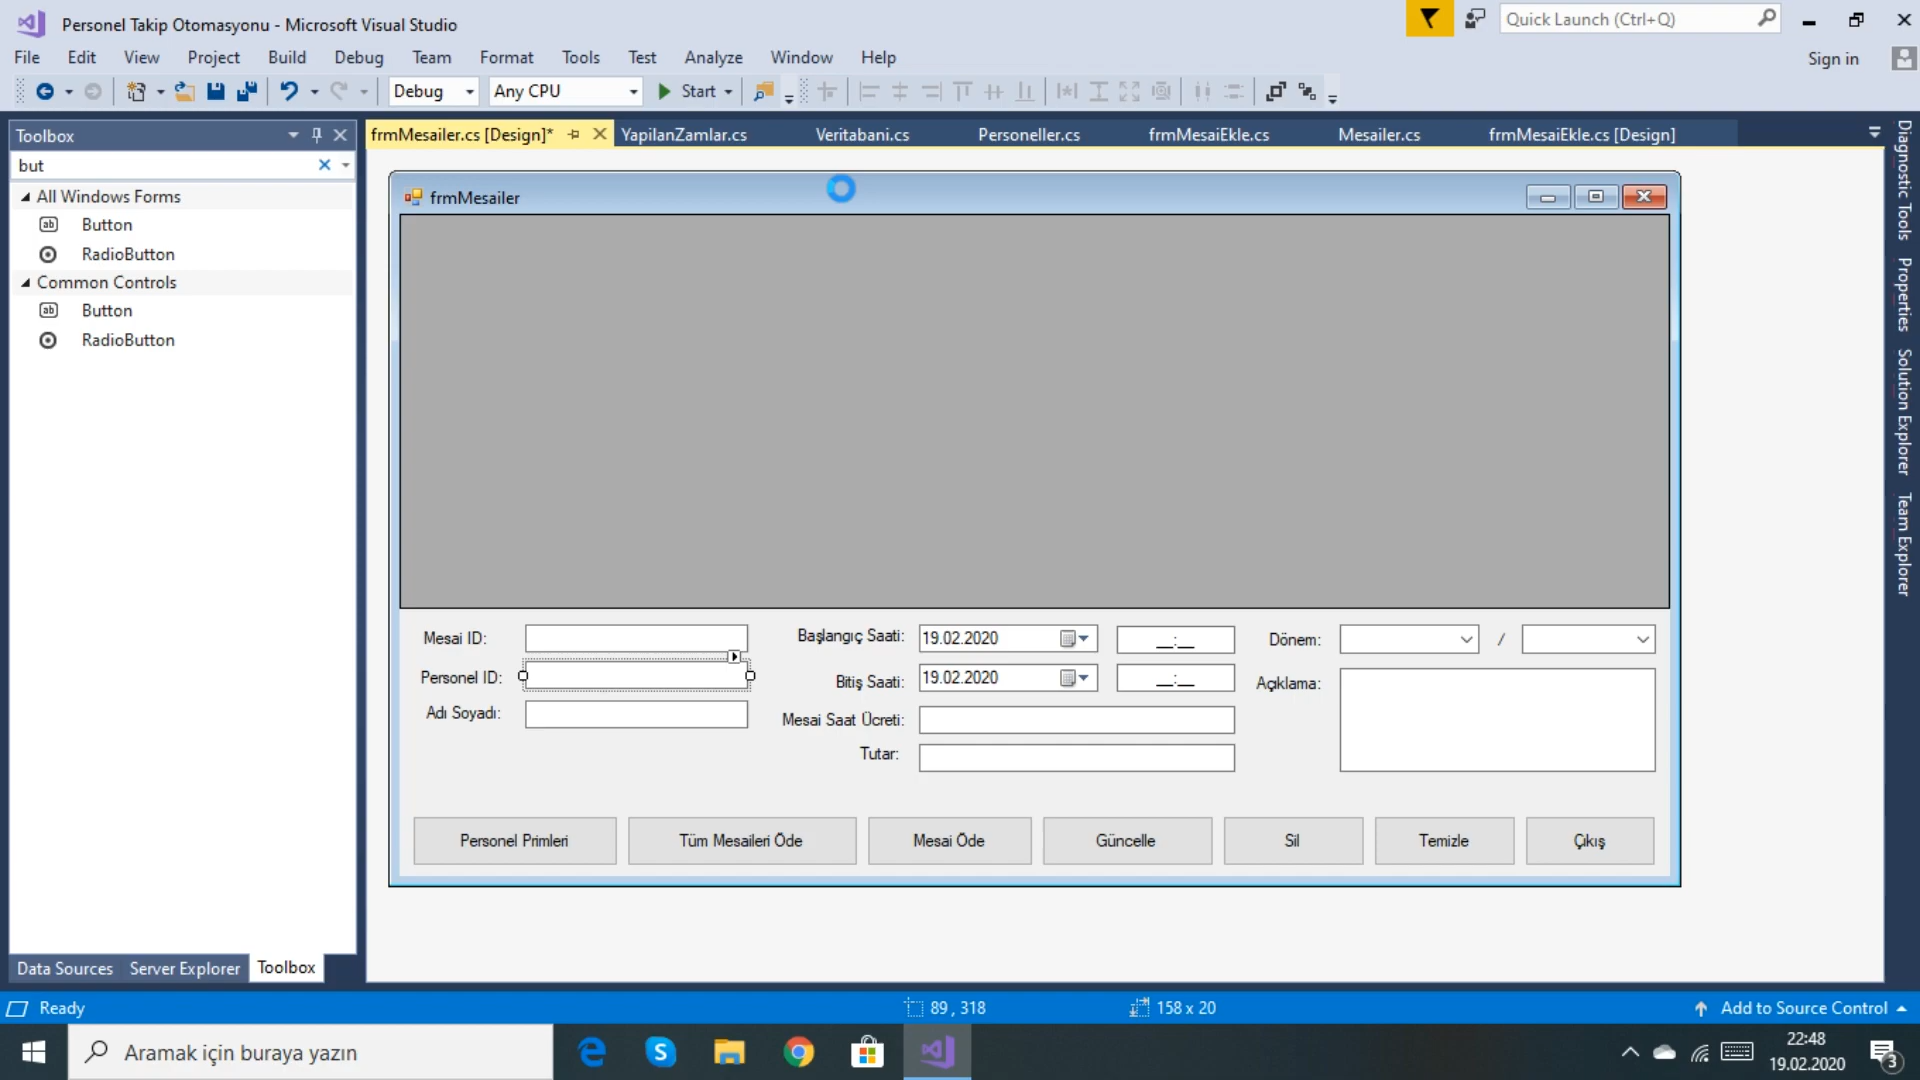 Personel Takip Otomasyonu - Microsoft Visual Studio
Quick Launch (Ctrl+Q)
File Edit View Project Build Debug Team Format Tools Test Analyze Window Help
Sign in
Debug Any CPU Start
Toolbox
frmMesailer.cs [Design]* YapilanZamlar.cs Veritabani.cs Personeller.cs frmMesaiEkle.cs Mesailer.cs frmMesaiEkle.cs [Design]
but
All Windows Forms
Button
RadioButton
Common Controls
Button
RadioButton
frmMesailer
Mesai ID:
Personel ID:
Adı Soyadı:
Başlangıç Saati: 19.02.2020 __:__
Bitiş Saati: 19.02.2020 __:__
Mesai Saat Ücreti:
Tutar:
Dönem: /
Açıklama:
Personel Primleri Tüm Mesaileri Öde Mesai Öde Güncelle Sil Temizle Çıkış
Diagnostic Tools
Properties
Solution Explorer
Team Explorer
Data Sources Server Explorer Toolbox
Ready 89 , 318 158 x 20 Add to Source Control
Aramak için buraya yazın
22:48
19.02.2020
3